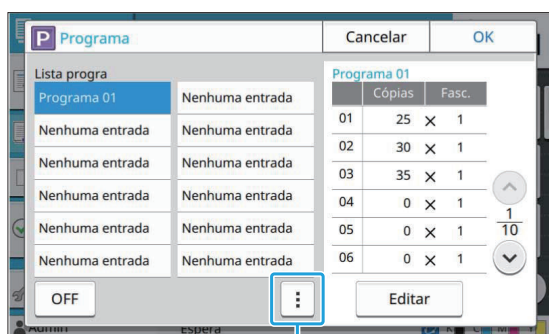 P Programa
Cancelar
OK
Lista progra
Programa 01 Nenhuma entrada
Nenhuma entrada Nenhuma entrada
Nenhuma entrada Nenhuma entrada
Nenhuma entrada Nenhuma entrada
Nenhuma entrada Nenhuma entrada
Nenhuma entrada Nenhuma entrada
OFF
Programa 01
Cópias Fasc.
01 25 × 1
02 30 × 1
03 35 × 1
04 0 × 1
05 0 × 1
06 0 × 1
1
10
Editar
Admin Espera